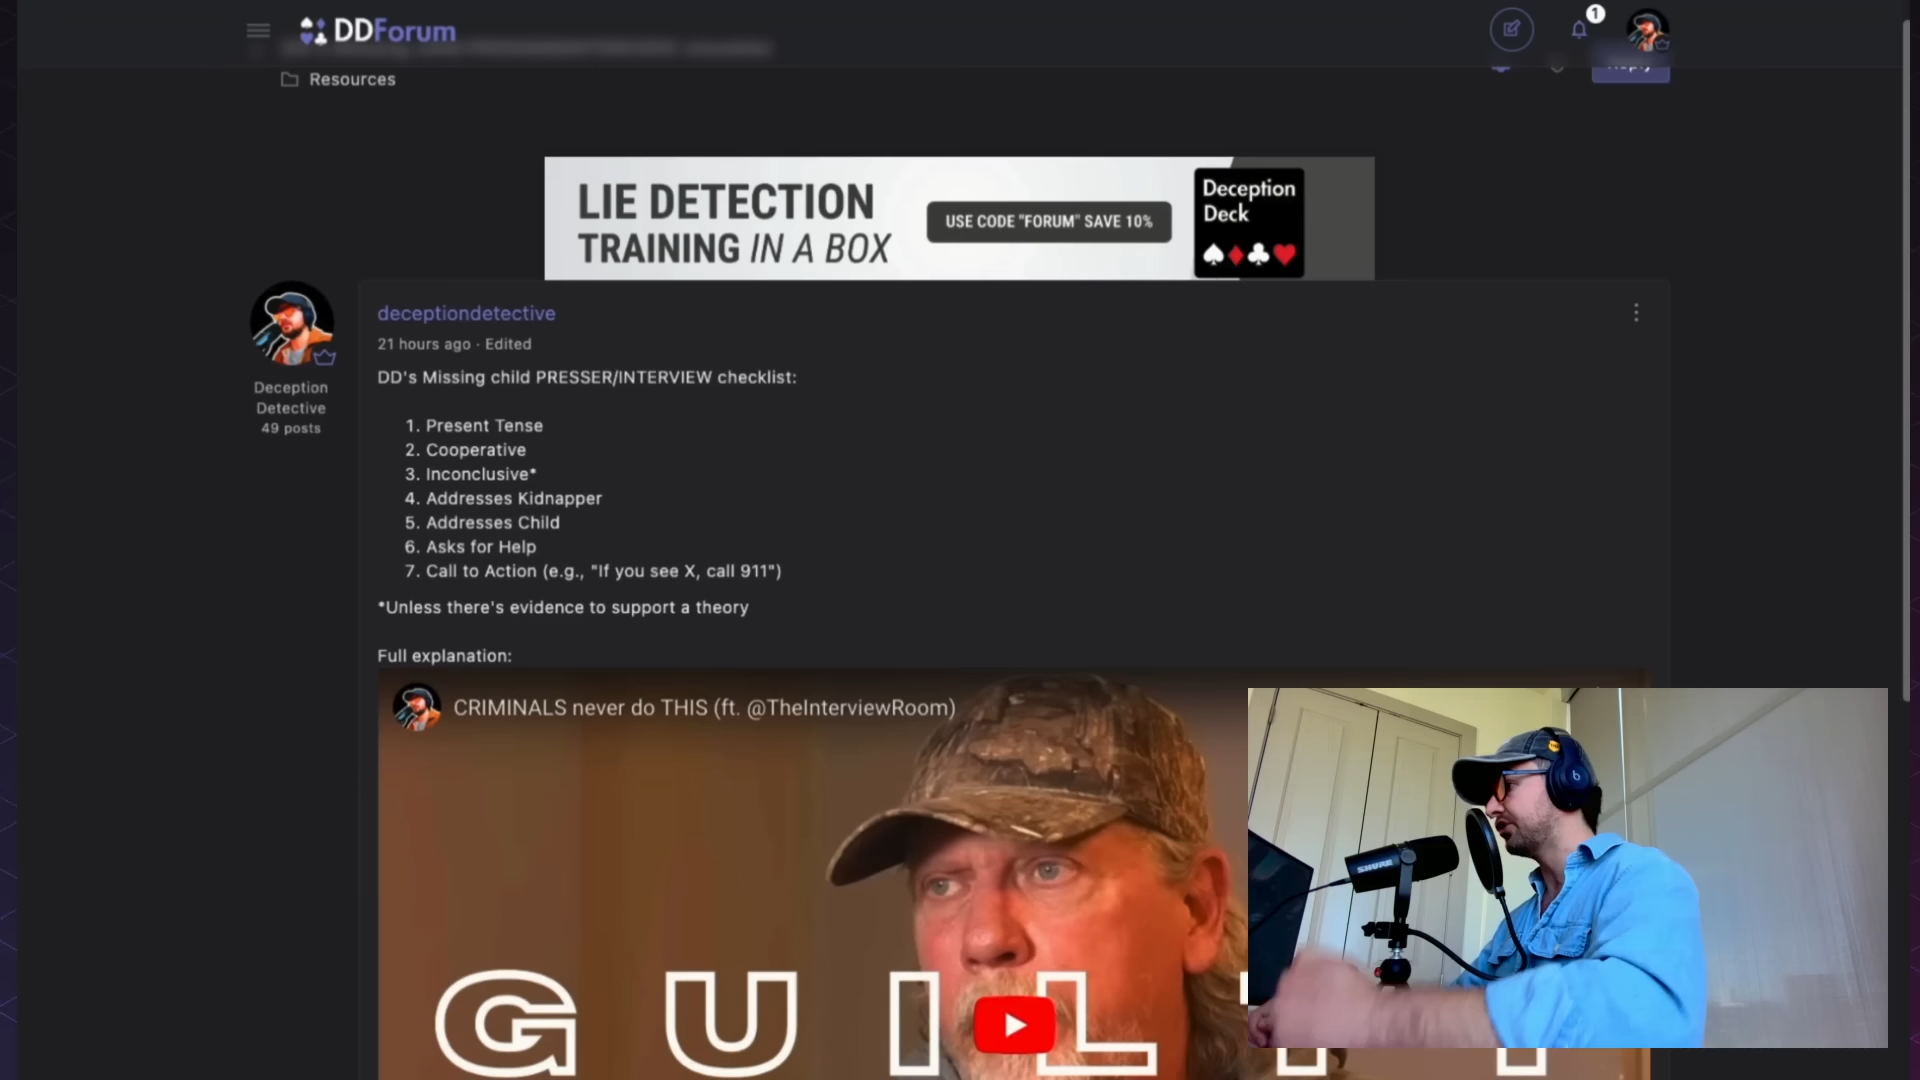 DDForum
1
Resources
Reply
LIE DETECTION
TRAINING IN A BOX
USE CODE "FORUM" SAVE 10%
Deception
Deck
deceptiondetective
21 hours ago · Edited
Deception
Detective
49 posts
DD's Missing child PRESSER/INTERVIEW checklist:
1. Present Tense
2. Cooperative
3. Inconclusive*
4. Addresses Kidnapper
5. Addresses Child
6. Asks for Help
7. Call to Action (e.g., "If you see X, call 911")
*Unless there's evidence to support a theory
Full explanation:
CRIMINALS never do THIS (ft. @TheInterviewRoom)
GUIL
SHURE